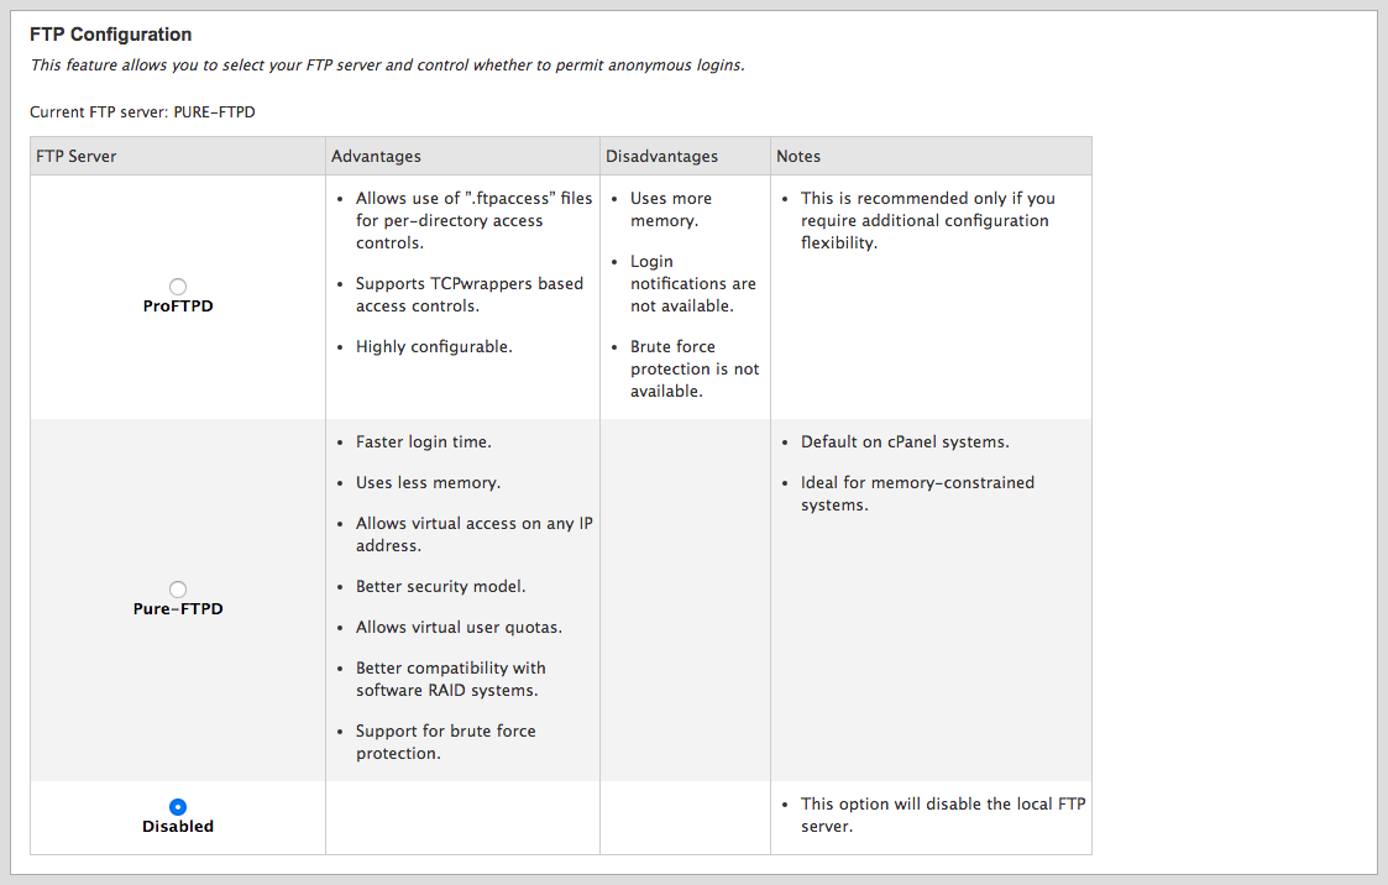 FTP Configuration
This feature allows you to select your FTP server and control whether to permit anonymous logins.
Current FTP server: PURE-FTPD
FTP Server
Advantages
Disadvantages
Notes
ProFTPD
• Allows use of ".ftpaccess" files
for per-directory access
controls.
• Supports TCPwrappers based
access controls.
• Highly configurable.
• Uses more
memory.
• Login
notifications are
not available.
• Brute force
protection is not
available.
• This is recommended only if you
require additional configuration
flexibility.
Pure-FTPD
• Faster login time.
• Uses less memory.
• Allows virtual access on any IP
address.
• Better security model.
• Allows virtual user quotas.
• Better compatibility with
software RAID systems.
• Support for brute force
protection.
• Default on cPanel systems.
• Ideal for memory-constrained
systems.
Disabled
• This option will disable the local FTP
server.